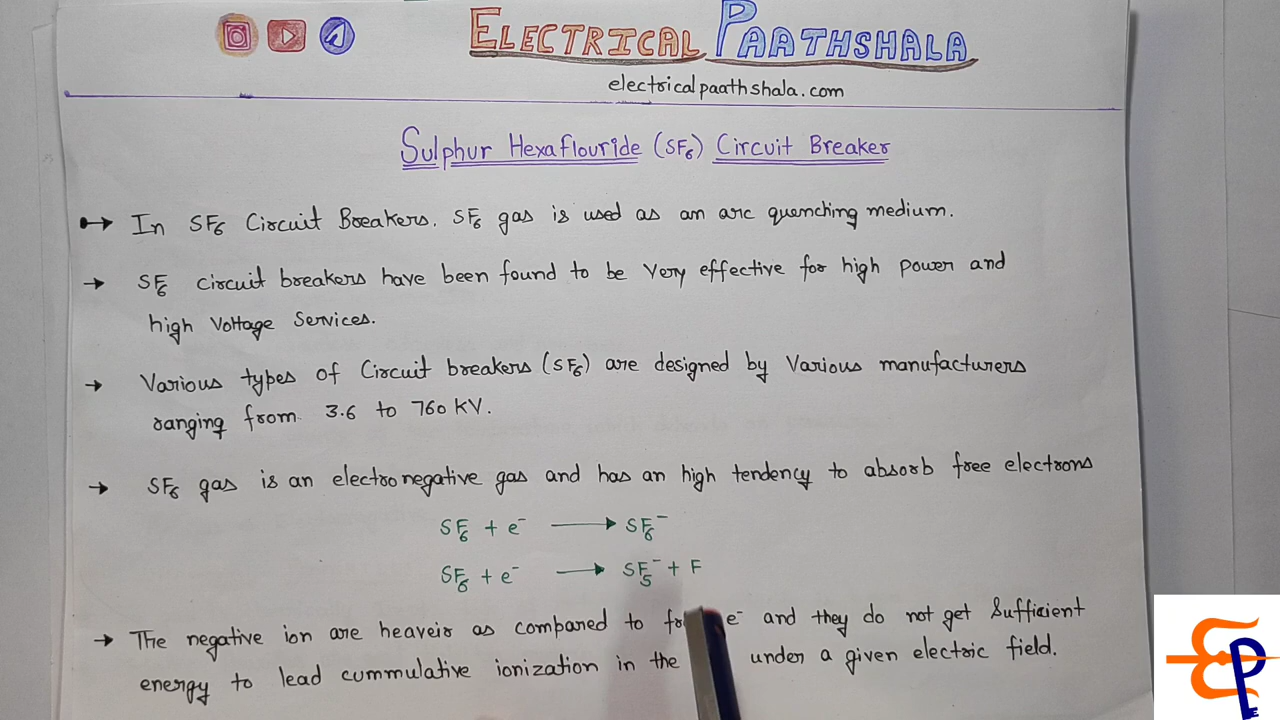 ELECTRICAL PAATHSHALA
electricalpaathshala.com
Sulphur Hexaflouride (SF₆) Circuit Breaker
In SF₆ Circuit Breakers. SF₆ gas is used as an arc quenching medium.
→ SF₆ circuit breakers have been found to be very effective for high power and
high Voltage Services.
→ Various types of Circuit breakers (SF₆) are designed by Various manufacturers
ranging from 3.6 to 760 KV.
→ SF₆ gas is an electronegative gas and has an high tendency to absorb free electrons
SF₆ + e⁻ → SF₆⁻
SF₆ + e⁻ → SF₅⁻ + F
→ The negative ion are heaveir as compared to e⁻ and they do not get Sufficient
energy to lead cummulative ionization in the under a given electric field.
EP